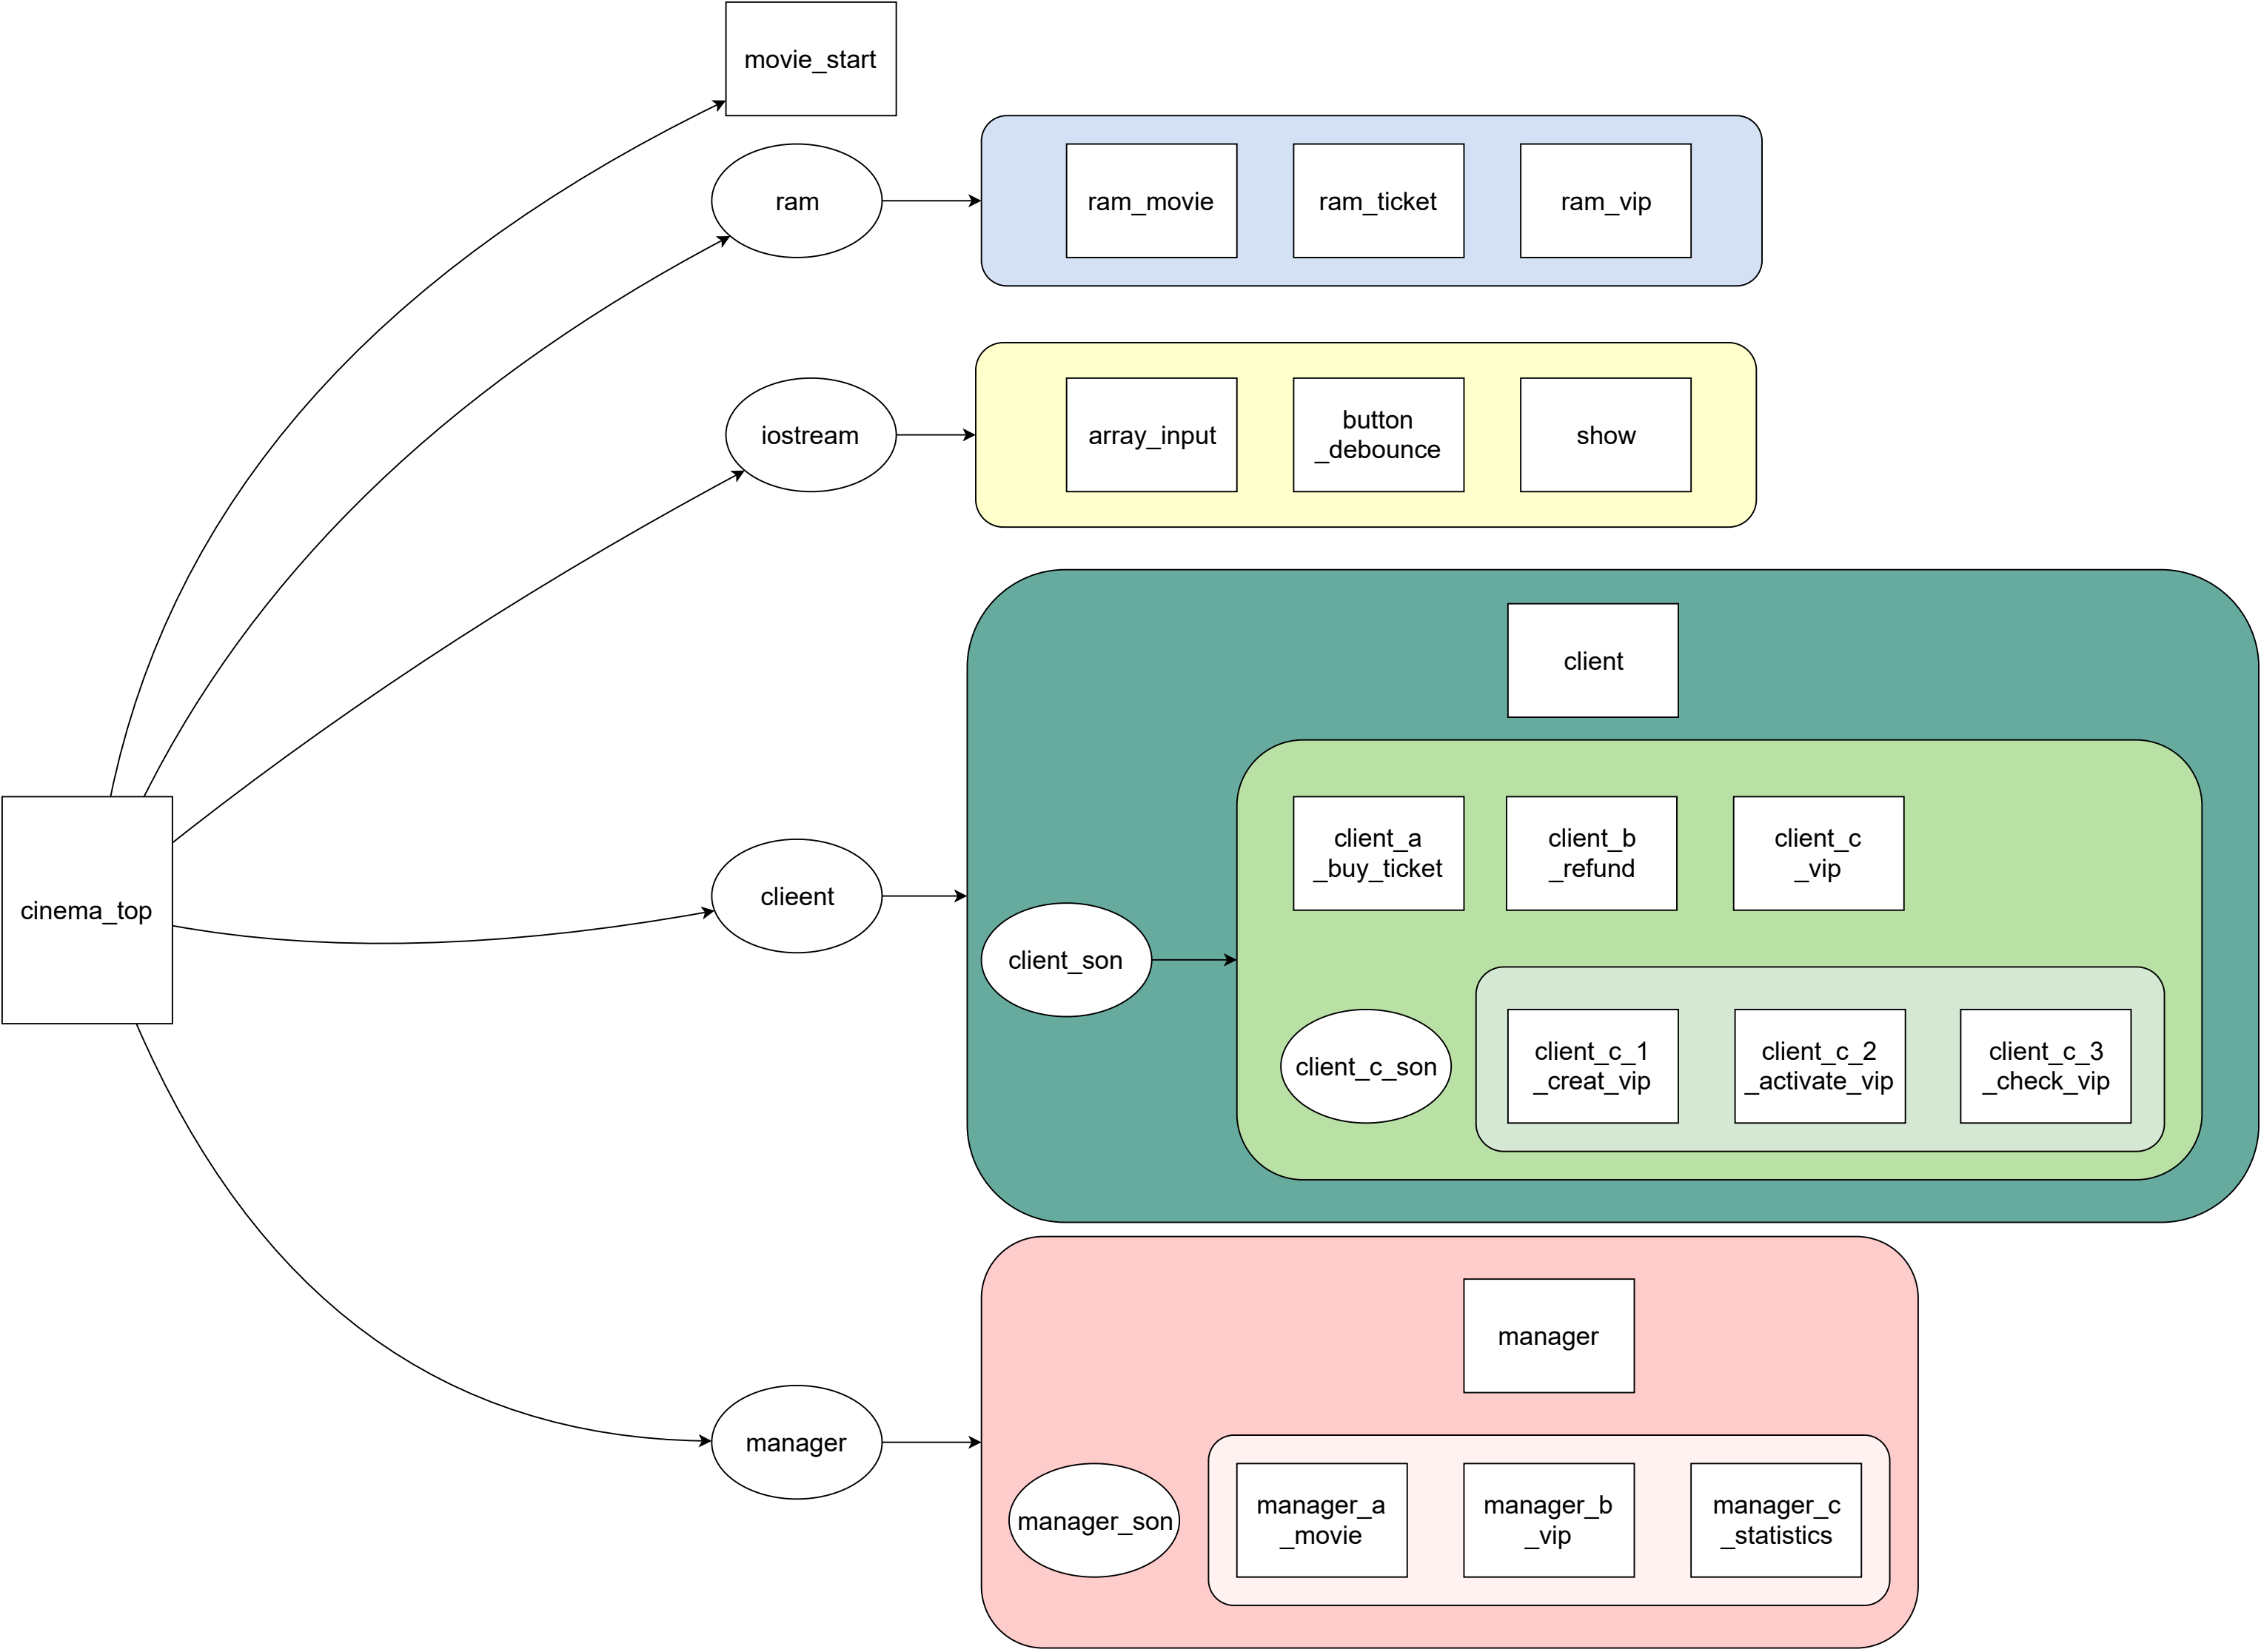 movie_start
ram
ram_movie
ram_ticket
ram_vip
iostream
array_input
button
_debounce
show
client
cinema_top
clieent
client_son
client_a
_buy_ticket
client_b
_refund
client_c
_vip
client_c_son
client_c_1
_creat_vip
client_c_2
_activate_vip
client_c_3
_check_vip
manager
manager
manager_son
manager_a
_movie
manager_b
_vip
manager_c
_statistics